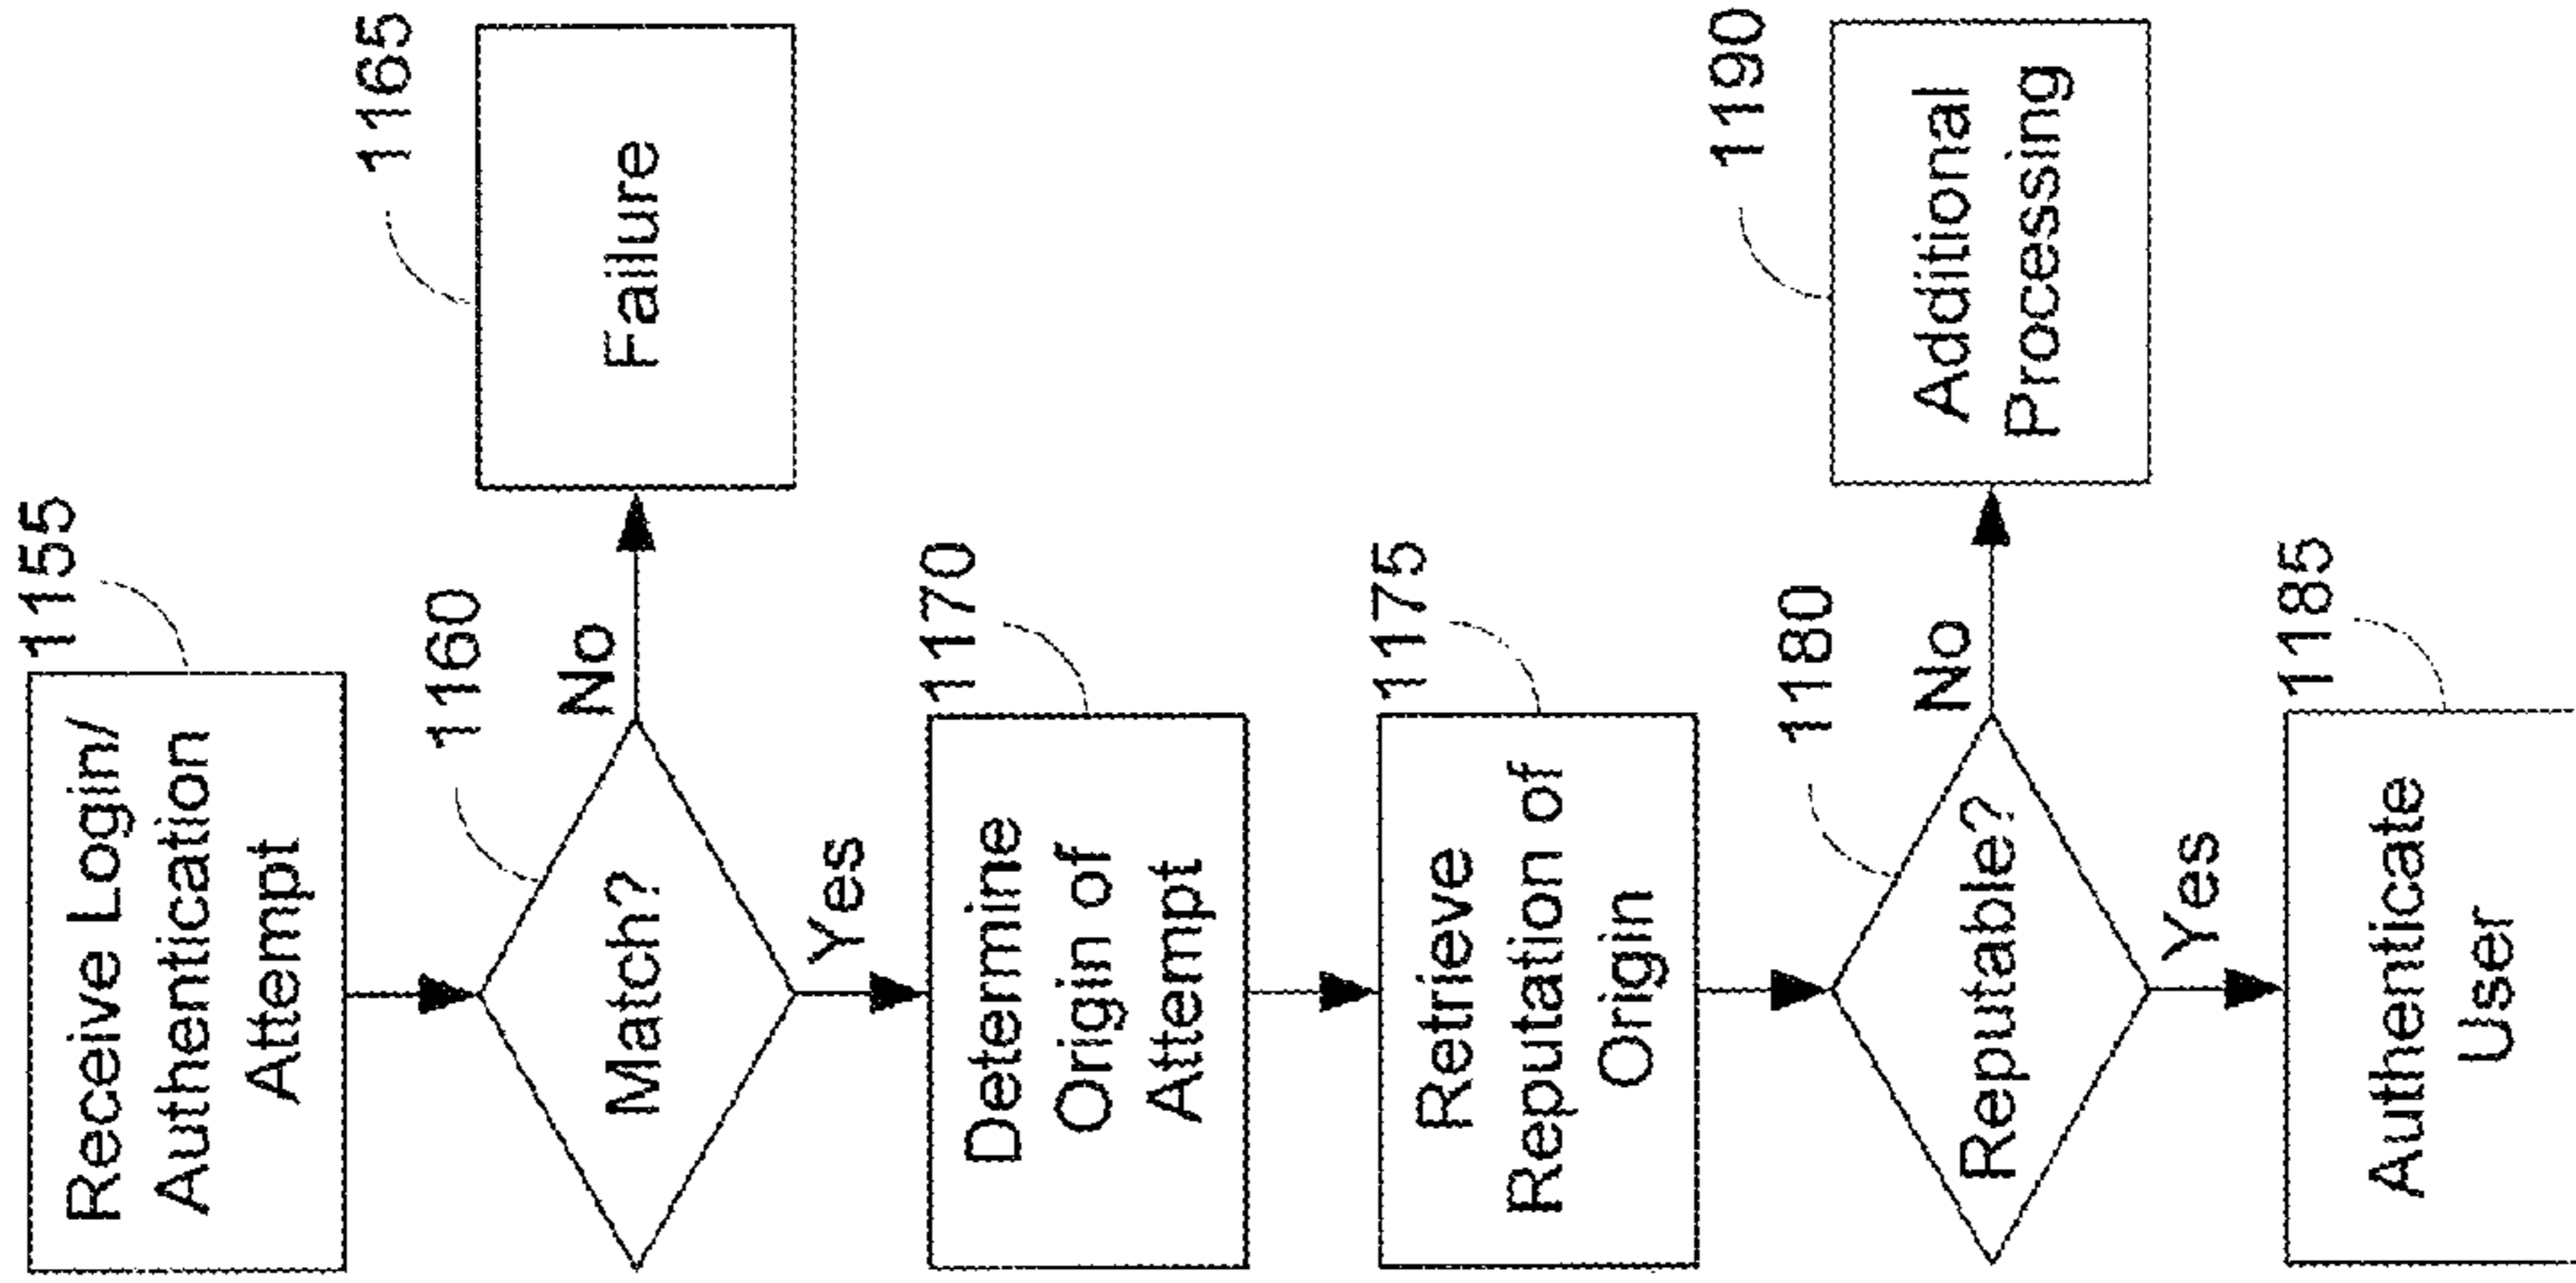 1155
Receive Login/
Authentication
Attempt
1160
Match?
No
1165
Failure
Yes
1170
Determine
Origin of
Attempt
1175
Retrieve
Reputation of
Origin
1180
Reputable?
No
1190
Additional
Processing
Yes
1185
Authenticate
User